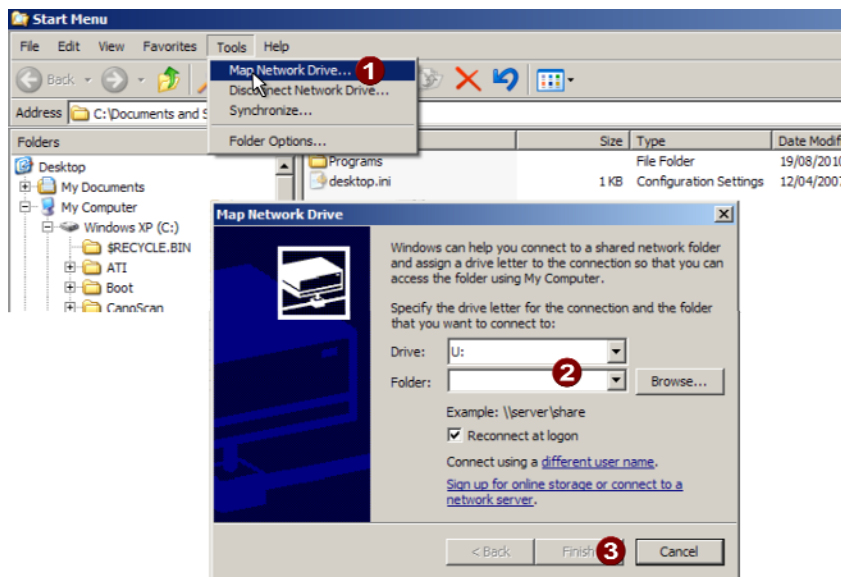 Start Menu
File Edit View Favorites Tools Help
Map Network Drive... 1
Back
Disconnect Network Drive...
Address C:\Documents and S
Synchronize...
Folders
Folder Options...
Size Type Date Modif
Desktop
Programs File Folder 19/08/2010
My Documents
desktop.ini 1 KB Configuration Settings 12/04/2007
My Computer
Windows XP (C:)
$RECYCLE.BIN
ATI
Boot
CanoScan
Map Network Drive
Windows can help you connect to a shared network folder
and assign a drive letter to the connection so that you can
access the folder using My Computer.
Specify the drive letter for the connection and the folder
that you want to connect to:
Drive: U:
Folder: 2 Browse...
Example: \\server\share
Reconnect at logon
Connect using a different user name.
Sign up for online storage or connect to a
network server.
< Back Finish 3 Cancel